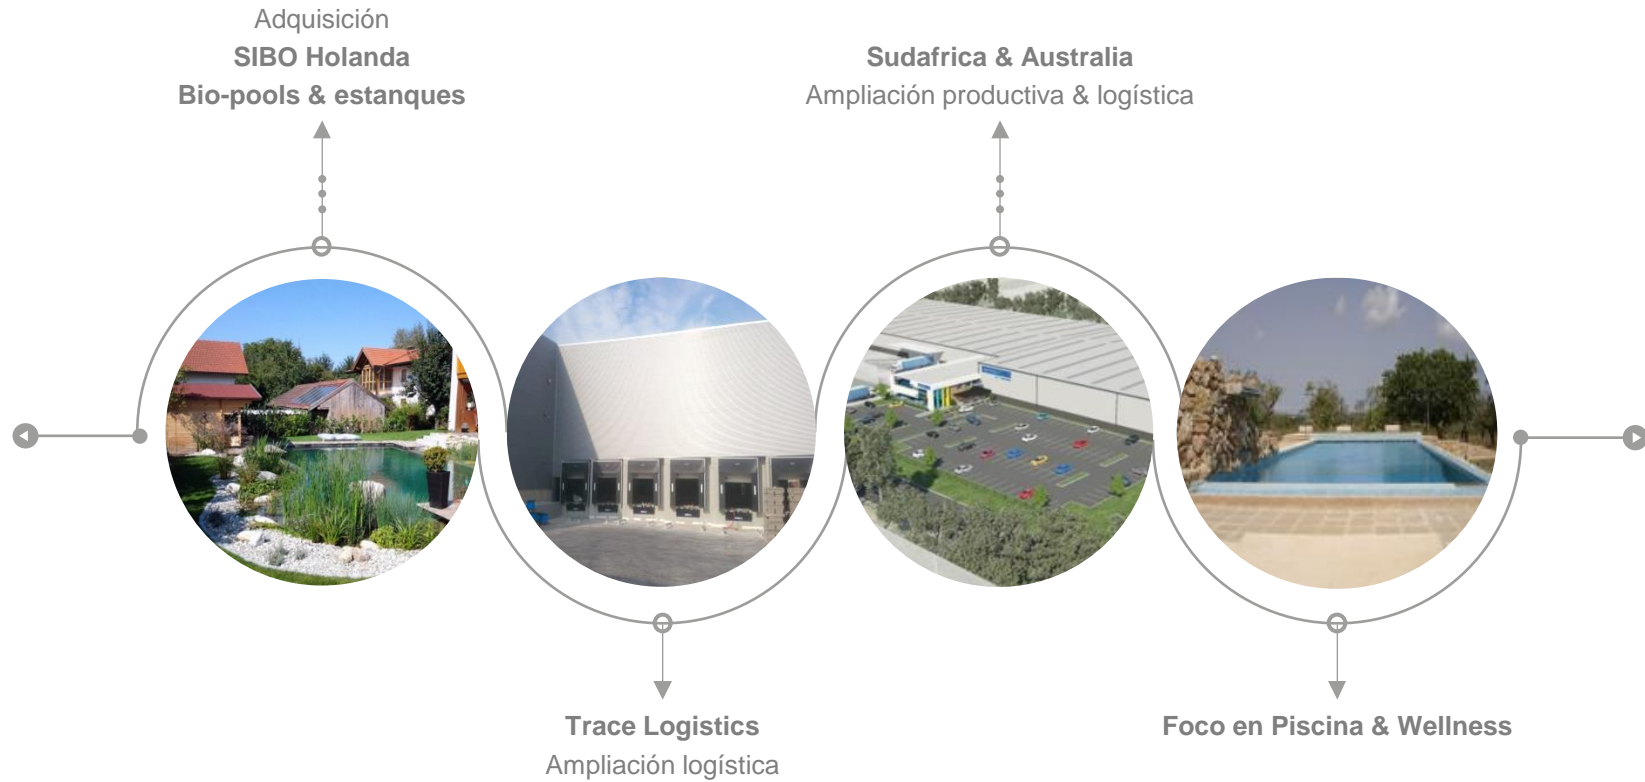 Adquisición
SIBO Holanda
Bio-pools & estanques
Sudafrica & Australia
Ampliación productiva & logística
Trace Logistics
Ampliación logística
Foco en Piscina & Wellness